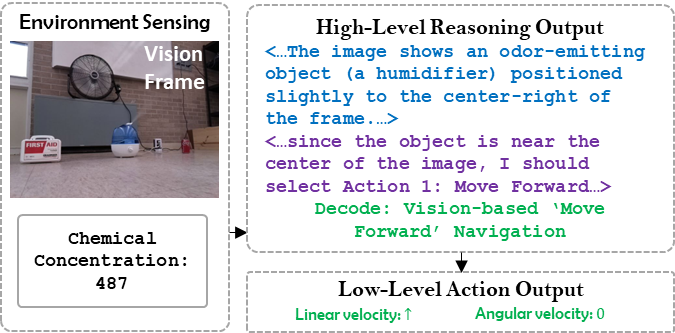 Environment Sensing
Vision
Frame
FIRST AID
Chemical
Concentration:
487
High-Level Reasoning Output
<…The image shows an odor-emitting
object (a humidifier) positioned
slightly to the center-right of
the frame.…>
<…since the object is near the
center of the image, I should
select Action 1: Move Forward…>
Decode: Vision-based ‘Move
Forward’ Navigation
Low-Level Action Output
Linear velocity: ↑
Angular velocity: 0